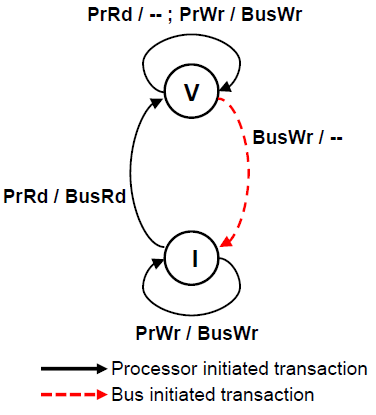 PrRd / -- ; PrWr / BusWr
V
BusWr / --
PrRd / BusRd
I
PrWr / BusWr
Processor initiated transaction
Bus initiated transaction